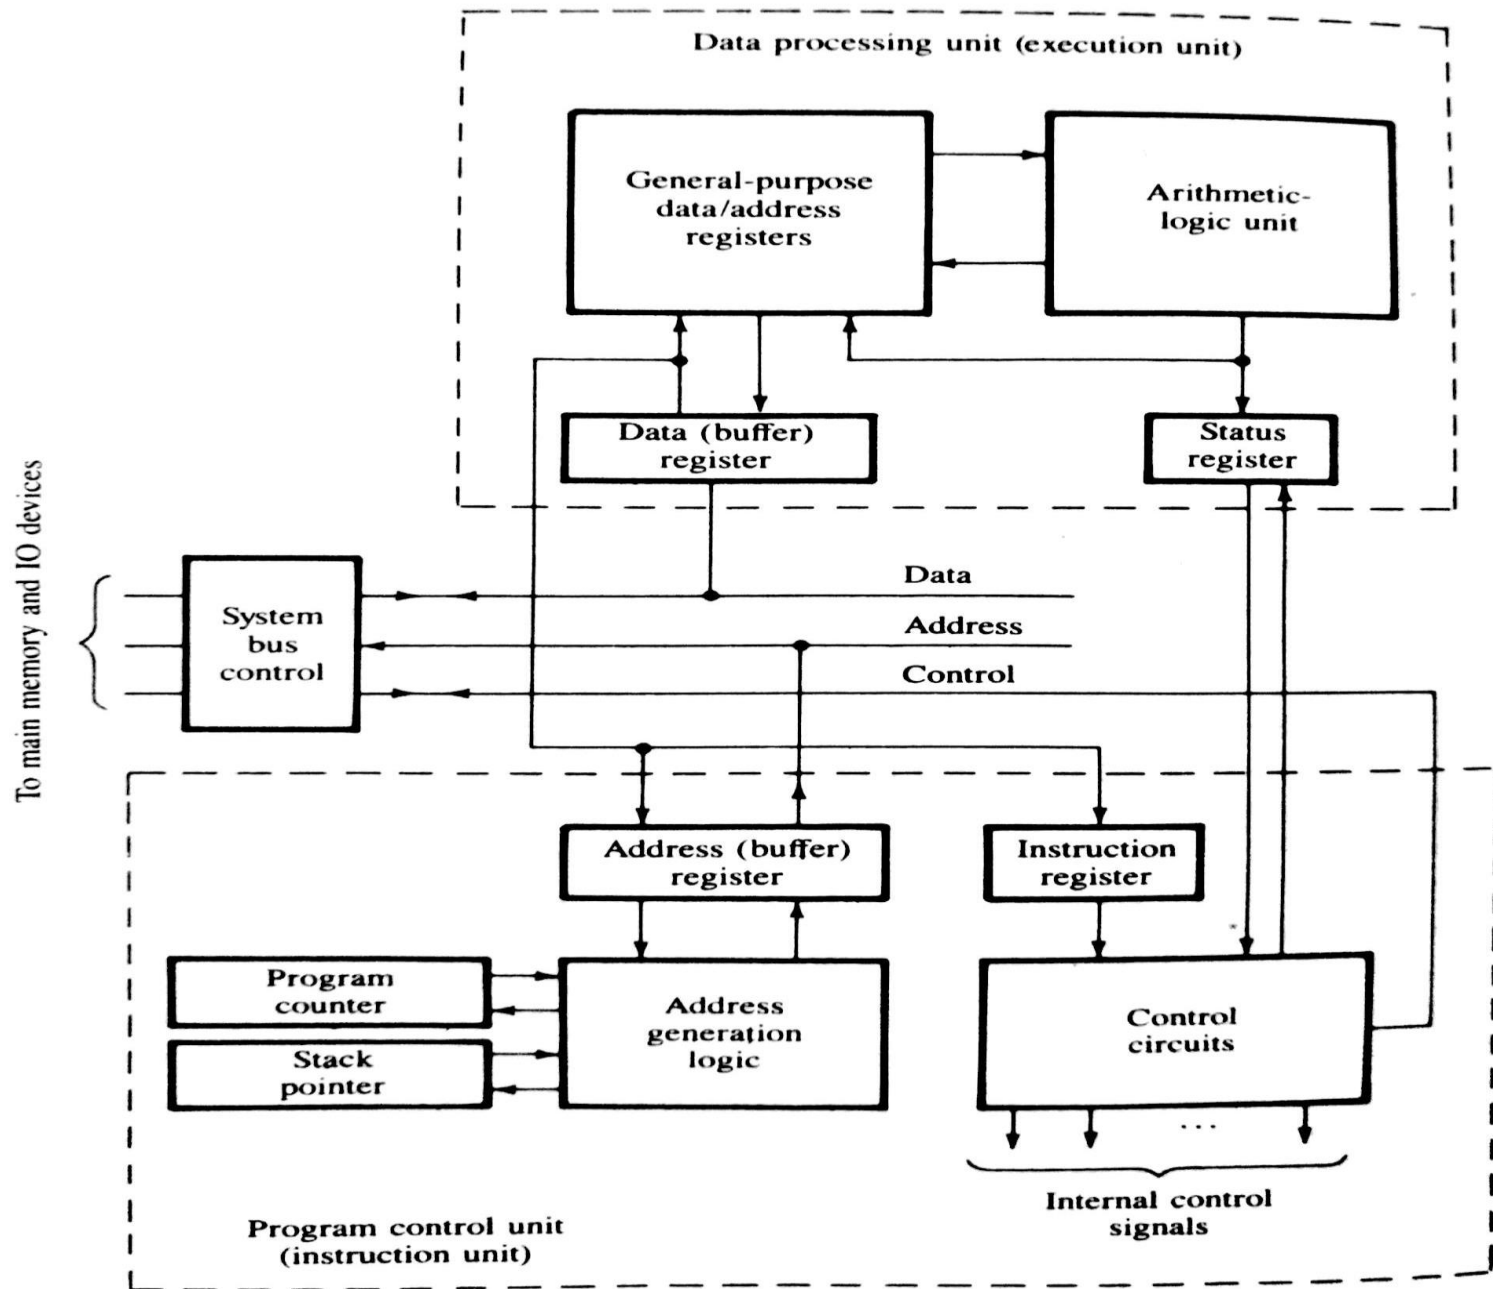 Data processing unit (execution unit)
General-purpose
data/address
registers
Arithmetic-
logic unit
Data (buffer)
register
Status
register
To main memory and IO devices
System
bus
control
Data
Address
Control
Address (buffer)
register
Instruction
register
Program
counter
Stack
pointer
Address
generation
logic
Control
circuits
...
Internal control
signals
Program control unit
(instruction unit)